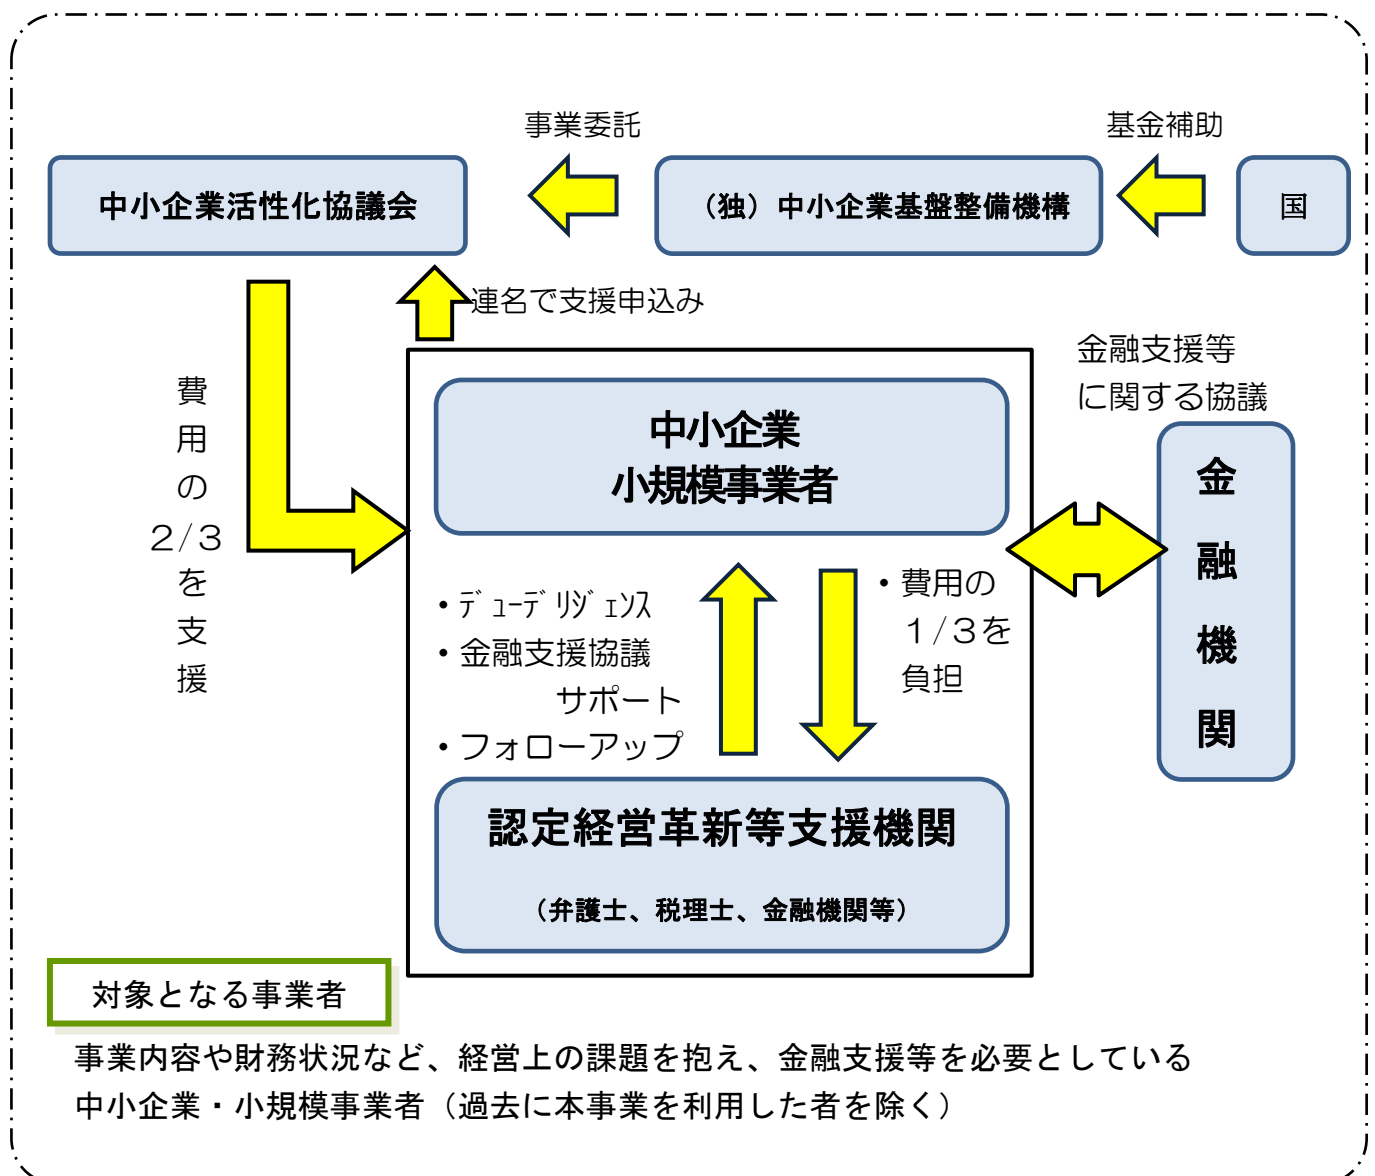 事業委託
基金補助
中小企業活性化協議会
（独）中小企業基盤整備機構
国
連名で支援申込み
費用の２/３を支援
金融支援等
に関する協議
中小企業
小規模事業者
金融機関
・ﾃﾞｭｰﾃﾞﾘｼﾞｪﾝｽ
・金融支援協議
サポート
・フォローアップ
・費用の
１/３を
負担
認定経営革新等支援機関
（弁護士、税理士、金融機関等）
対象となる事業者
事業内容や財務状況など、経営上の課題を抱え、金融支援等を必要としている
中小企業・小規模事業者（過去に本事業を利用した者を除く）